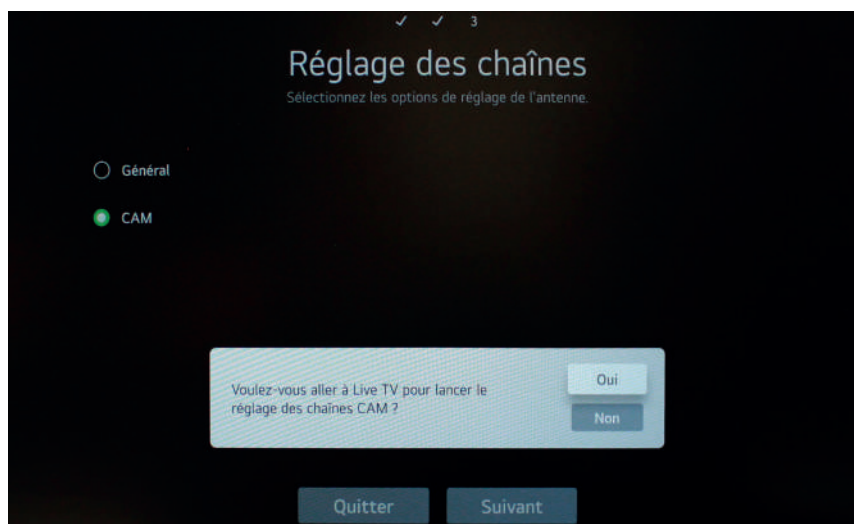 ✓ ✓ 3
Réglage des chaînes
Sélectionnez les options de réglage de l'antenne.
Général
CAM
Voulez-vous aller à Live TV pour lancer le
réglage des chaînes CAM ?
Oui
Non
Quitter
Suivant